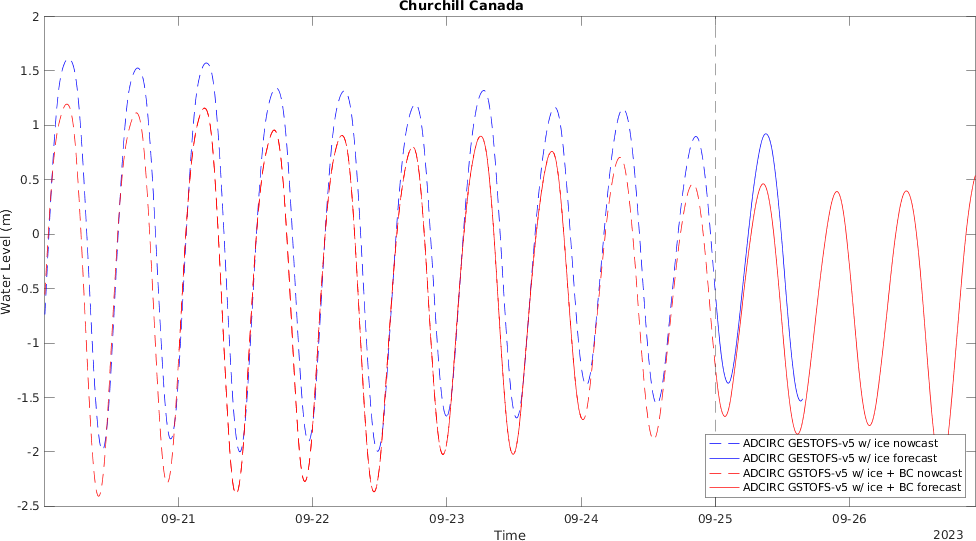 Churchill Canada
2
1.5
1
0.5
0
-0.5
-1
-1.5
-2
-2.5
Water Level (m)
09-21 09-22 09-23 09-24 09-25 09-26
Time
2023
ADCIRC GESTOFS-v5 w/ ice nowcast
ADCIRC GESTOFS-v5 w/ ice forecast
ADCIRC GSTOFS-v5 w/ ice + BC nowcast
ADCIRC GSTOFS-v5 w/ ice + BC forecast